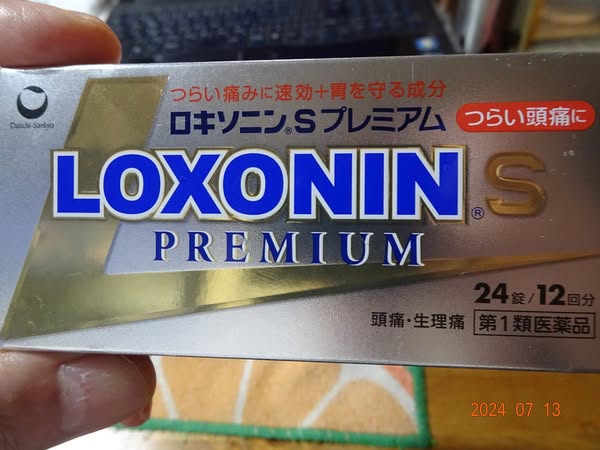 つらい痛みに速効+胃を守る成分
Daiichi-Sankyo
ロキソニン®Sプレミアム
つらい頭痛に
LOXONIN®S
PREMIUM
24錠/12回分
頭痛・生理痛 第1類医薬品
2024 07 13